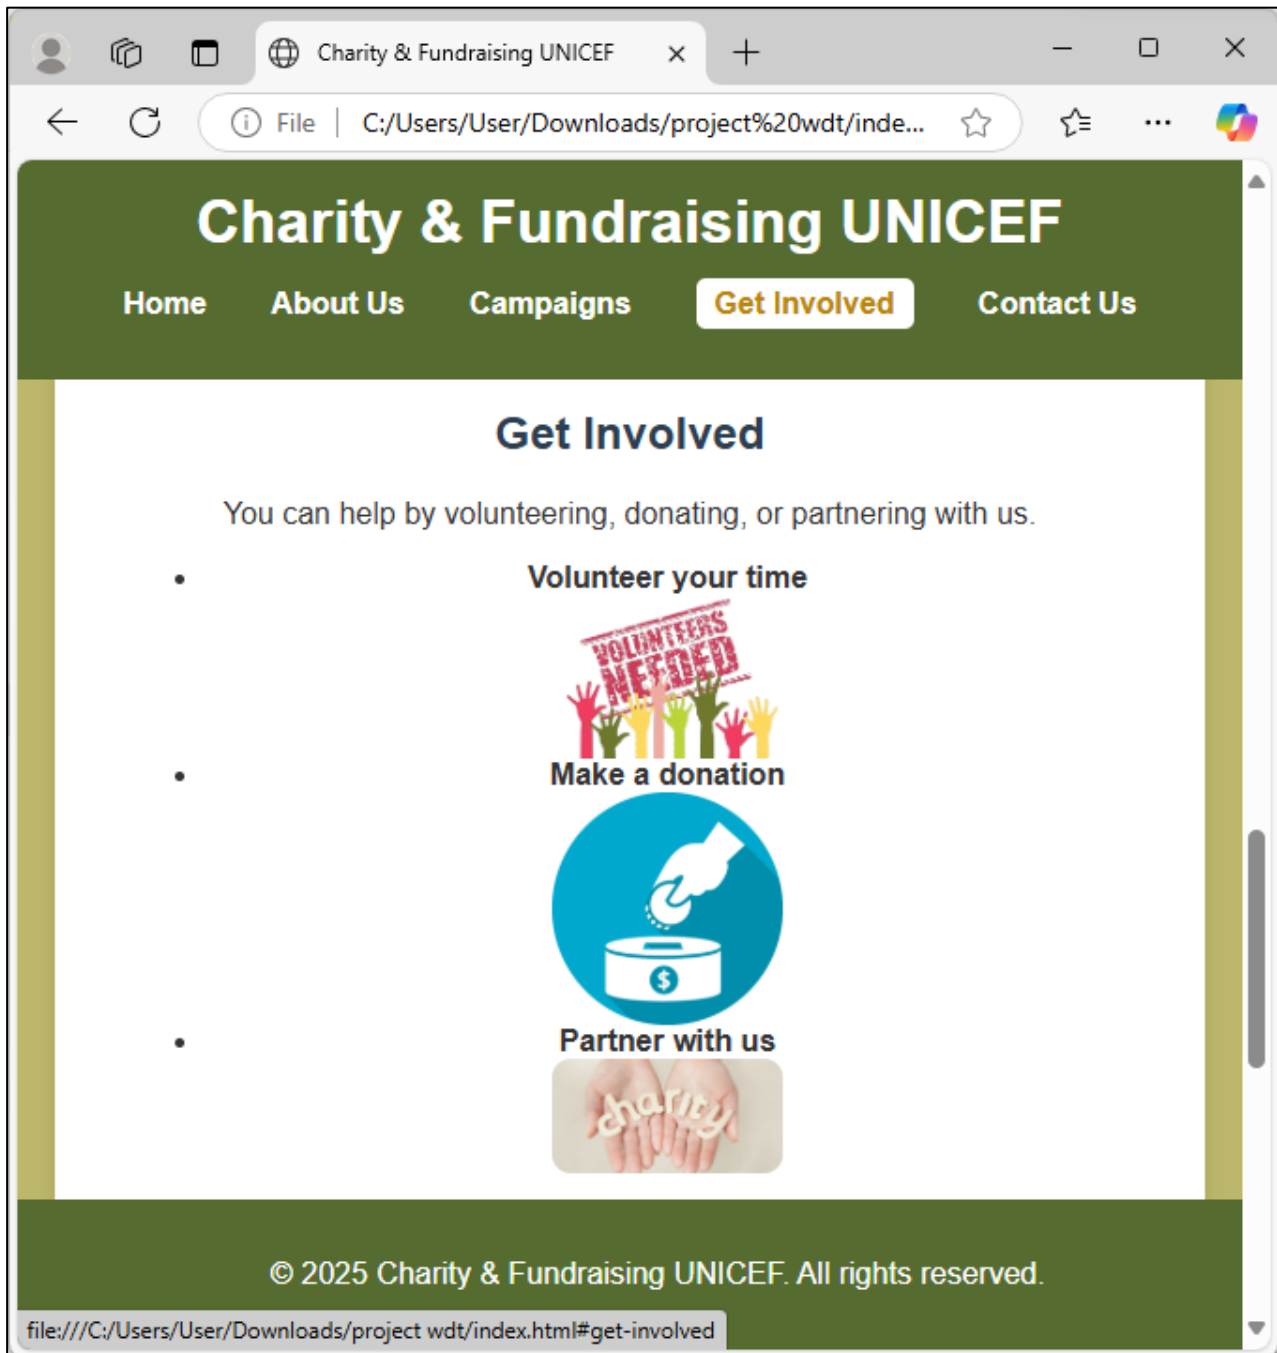 Charity & Fundraising UNICEF
File | C:/Users/User/Downloads/project%20wdt/inde...
Charity & Fundraising UNICEF
Home About Us Campaigns Get Involved Contact Us
Get Involved
You can help by volunteering, donating, or partnering with us.
• Volunteer your time
VOLUNTEERS
NEEDED
• Make a donation
$
• Partner with us
charity
© 2025 Charity & Fundraising UNICEF. All rights reserved.
file:///C:/Users/User/Downloads/project wdt/index.html#get-involved